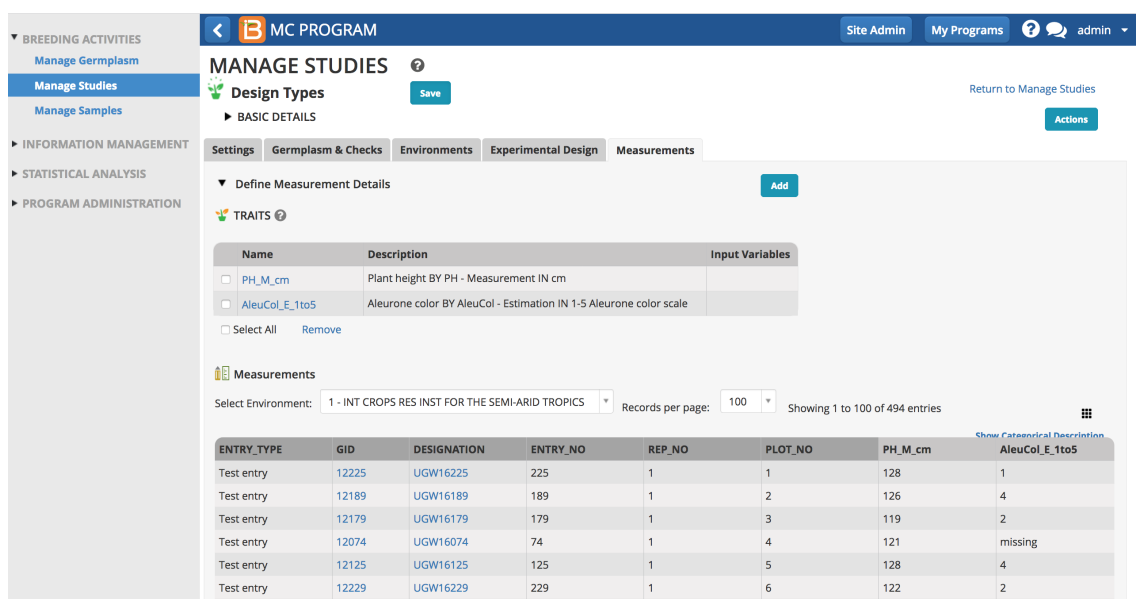 BREEDING ACTIVITIES
Manage Germplasm
Manage Studies
Manage Samples
INFORMATION MANAGEMENT
STATISTICAL ANALYSIS
PROGRAM ADMINISTRATION
B MC PROGRAM Site Admin My Programs ? admin
MANAGE STUDIES ?
Design Types Save Return to Manage Studies
BASIC DETAILS Actions
Settings Germplasm & Checks Environments Experimental Design Measurements
Define Measurement Details Add
TRAITS ?
Name Description Input Variables
PH_M_cm Plant height BY PH - Measurement IN cm
AleuCol_E_1to5 Aleurone color BY AleuCol - Estimation IN 1-5 Aleurone color scale
Select All Remove
Measurements
Select Environment: 1 - INT CROPS RES INST FOR THE SEMI-ARID TROPICS Records per page: 100 Showing 1 to 100 of 494 entries
Show Categorical Description
ENTRY_TYPE GID DESIGNATION ENTRY_NO REP_NO PLOT_NO PH_M_cm AleuCol_E_1to5
Test entry 12225 UGW16225 225 1 1 128 1
Test entry 12189 UGW16189 189 1 2 126 4
Test entry 12179 UGW16179 179 1 3 119 2
Test entry 12074 UGW16074 74 1 4 121 missing
Test entry 12125 UGW16125 125 1 5 128 4
Test entry 12229 UGW16229 229 1 6 122 2